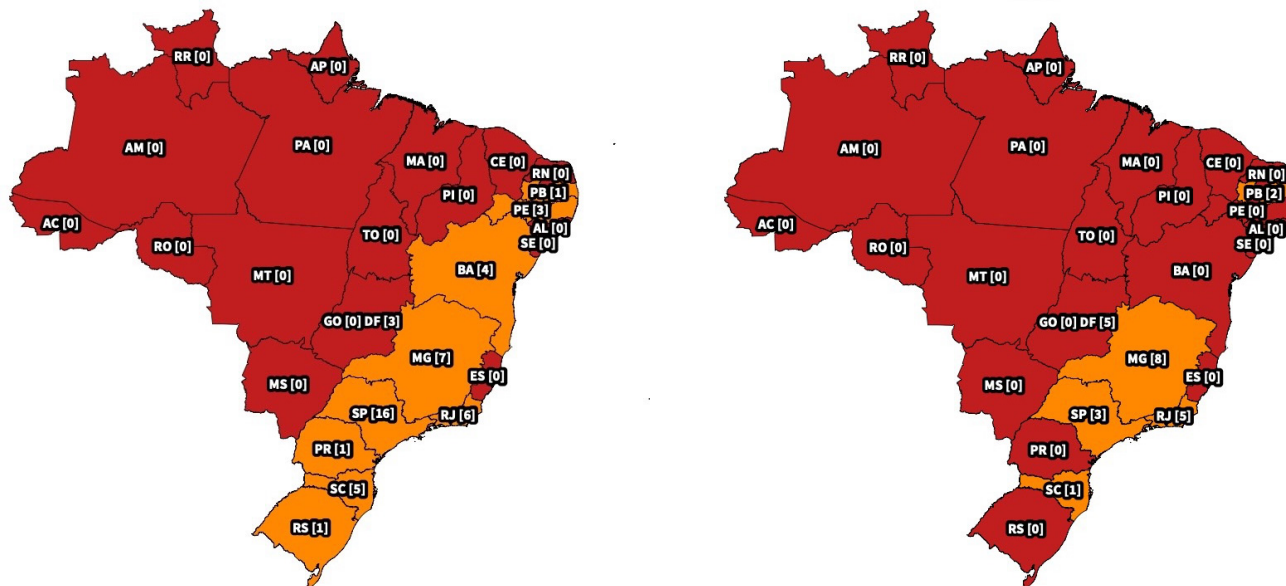 RR [0]
AP [0]
AM [0]
PA [0]
MA [0]
CE [0]
RN [0]
PI [0]
PB [1]
PE [3]
AC [0]
AL [0]
TO [0]
RO [0]
SE [0]
BA [4]
MT [0]
GO [0] DF [3]
MG [7]
ES [0]
MS [0]
SP [16]
RJ [6]
PR [1]
SC [5]
RS [1]
RR [0]
AP [0]
AM [0]
PA [0]
MA [0]
CE [0]
RN [0]
PI [0]
PB [2]
PE [0]
AC [0]
AL [0]
TO [0]
RO [0]
SE [0]
BA [0]
MT [0]
GO [0] DF [5]
MG [8]
ES [0]
MS [0]
SP [3]
RJ [5]
PR [0]
SC [1]
RS [0]